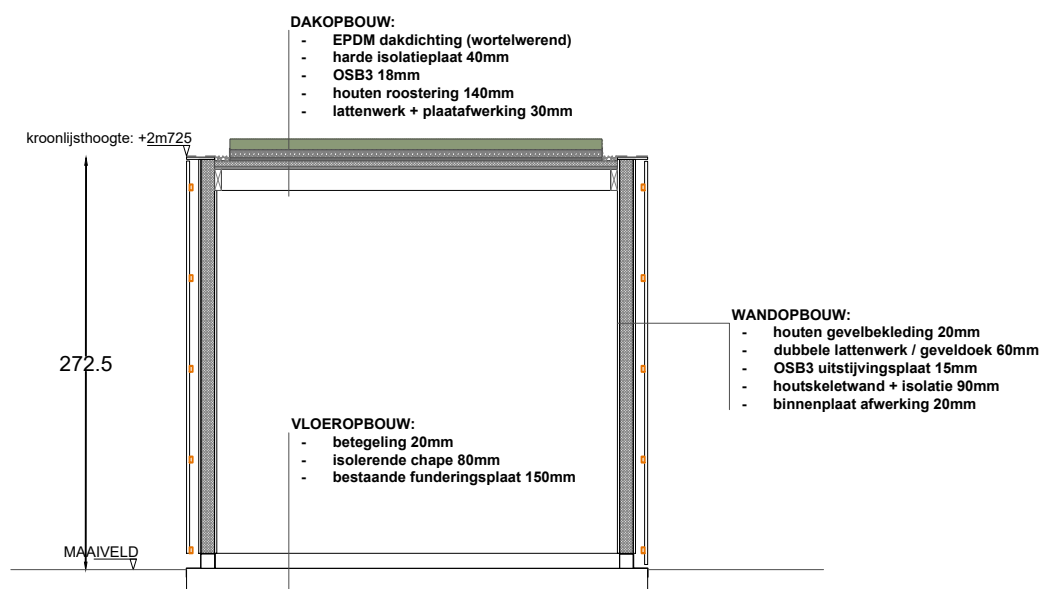 DAKOPBOUW:
- EPDM dakdichting (wortelwerend)
- harde isolatieplaat 40mm
- OSB3 18mm
- houten roostering 140mm
- lattenwerk + plaatafwerking 30mm
kroonlijsthoogte: +2m725
272.5
WANDOPBOUW:
- houten gevelbekleding 20mm
- dubbele lattenwerk / geveldoek 60mm
- OSB3 uitstijvingsplaat 15mm
- houtskeletwand + isolatie 90mm
- binnenplaat afwerking 20mm
VLOEROPBOUW:
- betegeling 20mm
- isolerende chape 80mm
- bestaande funderingsplaat 150mm
MAAIVELD